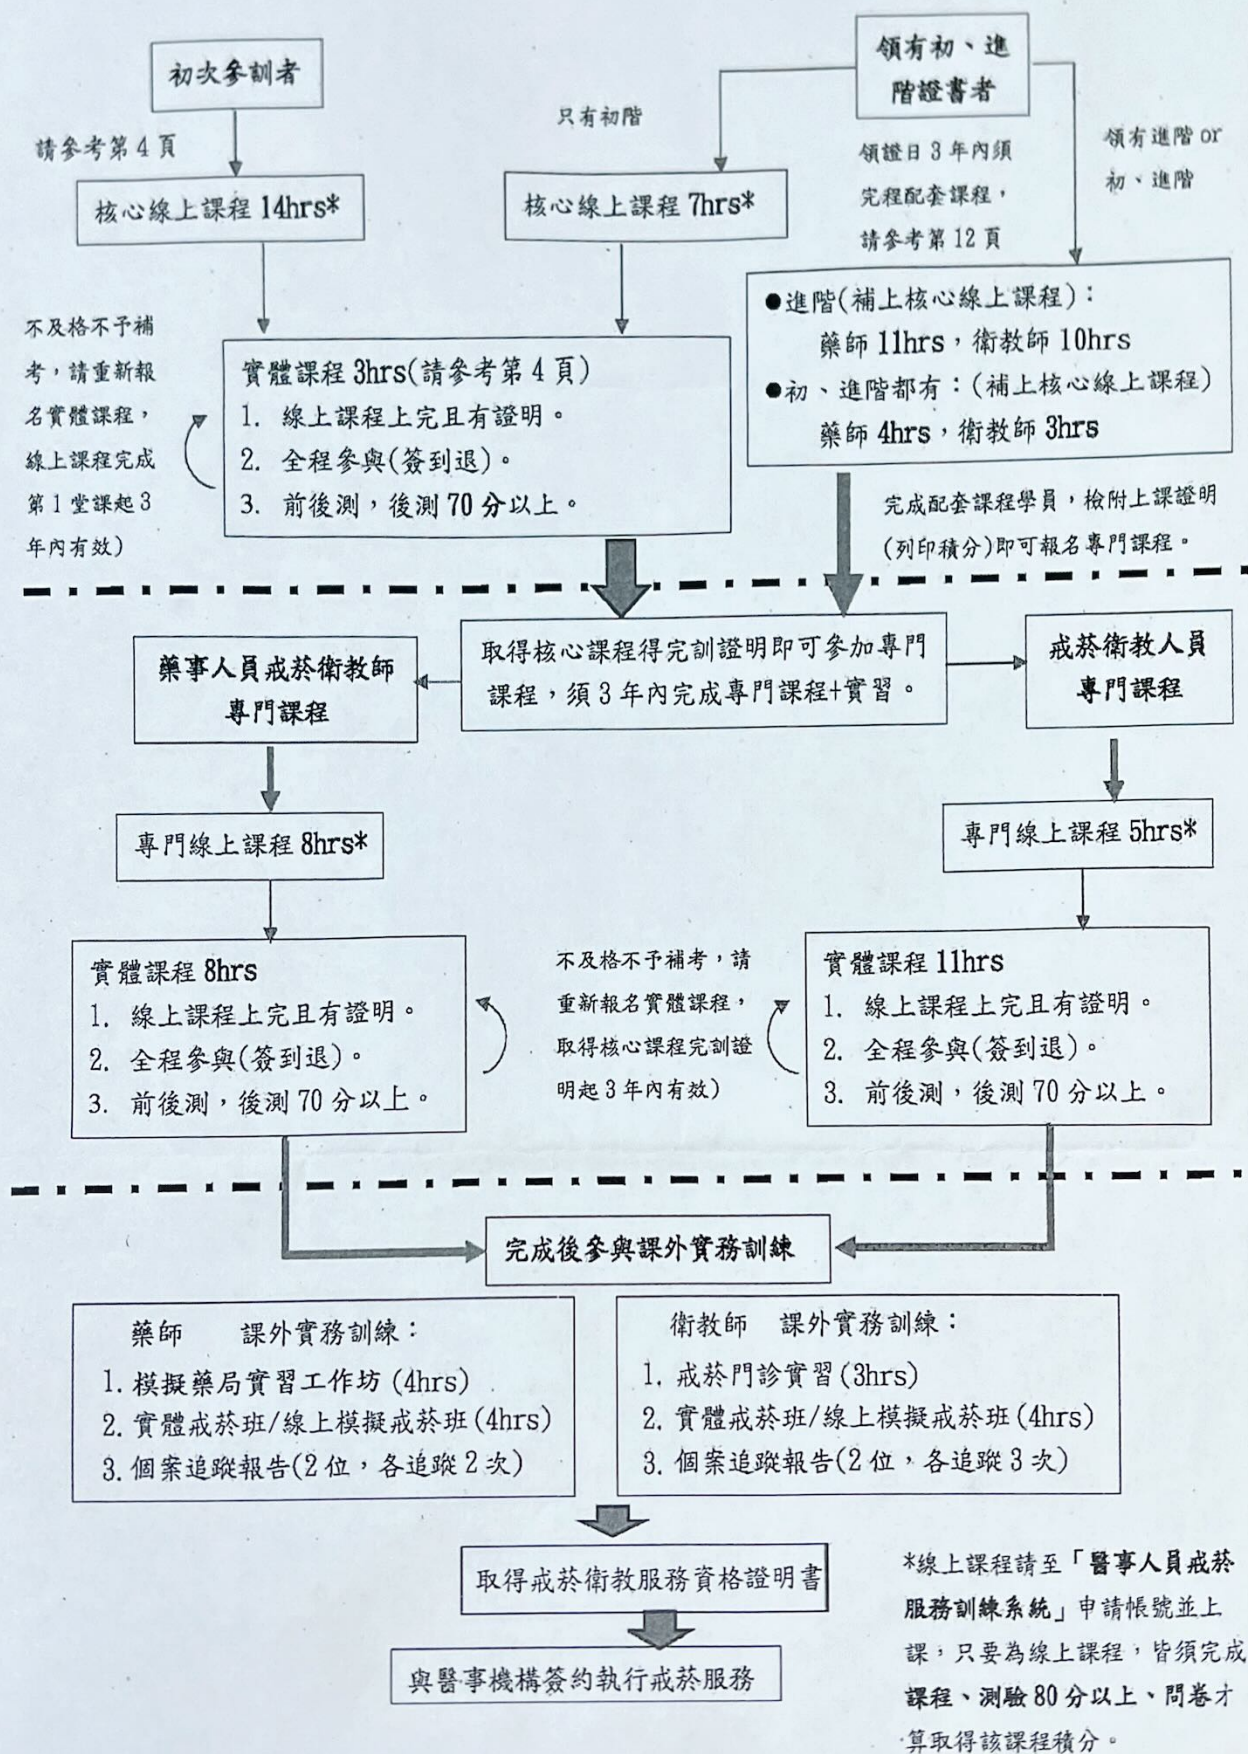 初次參訓者
領有初、進
階證書者
請參考第4頁
只有初階
領證日3年內須
完程配套課程，
請參考第12頁
領有進階or
初、進階
核心線上課程 14hrs*
核心線上課程 7hrs*
不及格不予補
考，請重新報
名實體課程，
線上課程完成
第1堂課起3
年內有效)
實體課程 3hrs(請參考第4頁)
1. 線上課程上完且有證明。
2. 全程參與(簽到退)。
3. 前後測，後測70分以上。
●進階(補上核心線上課程)：
藥師 11hrs，衛教師 10hrs
●初、進階都有：(補上核心線上課程)
藥師 4hrs，衛教師 3hrs
完成配套課程學員，檢附上課證明
(列印積分)即可報名專門課程。
藥事人員戒菸衛教師
專門課程
取得核心課程得完訓證明即可參加專門
課程，須3年內完成專門課程+實習。
戒菸衛教人員
專門課程
專門線上課程 8hrs*
專門線上課程 5hrs*
實體課程 8hrs
1. 線上課程上完且有證明。
2. 全程參與(簽到退)。
3. 前後測，後測70分以上。
不及格不予補考，請
重新報名實體課程，
取得核心課程完訓證
明起3年內有效)
實體課程 11hrs
1. 線上課程上完且有證明。
2. 全程參與(簽到退)。
3. 前後測，後測70分以上。
完成後參與課外實務訓練
藥師 課外實務訓練：
1. 模擬藥局實習工作坊 (4hrs)
2. 實體戒菸班/線上模擬戒菸班(4hrs)
3. 個案追蹤報告(2位，各追蹤2次)
衛教師 課外實務訓練：
1. 戒菸門診實習(3hrs)
2. 實體戒菸班/線上模擬戒菸班(4hrs)
3. 個案追蹤報告(2位，各追蹤3次)
取得戒菸衛教服務資格證明書
與醫事機構簽約執行戒菸服務
*線上課程請至「醫事人員戒菸
服務訓練系統」申請帳號並上
課，只要為線上課程，皆須完成
課程、測驗80分以上、問卷才
算取得該課程積分。